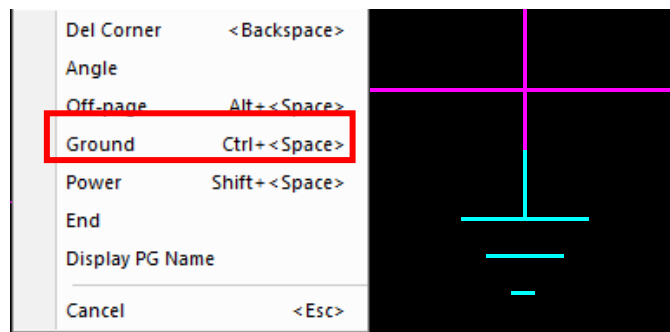 Del Corner <Backspace>
Angle
Off-page Alt+<Space>
Ground Ctrl+<Space>
Power Shift+<Space>
End
Display PG Name
Cancel <Esc>